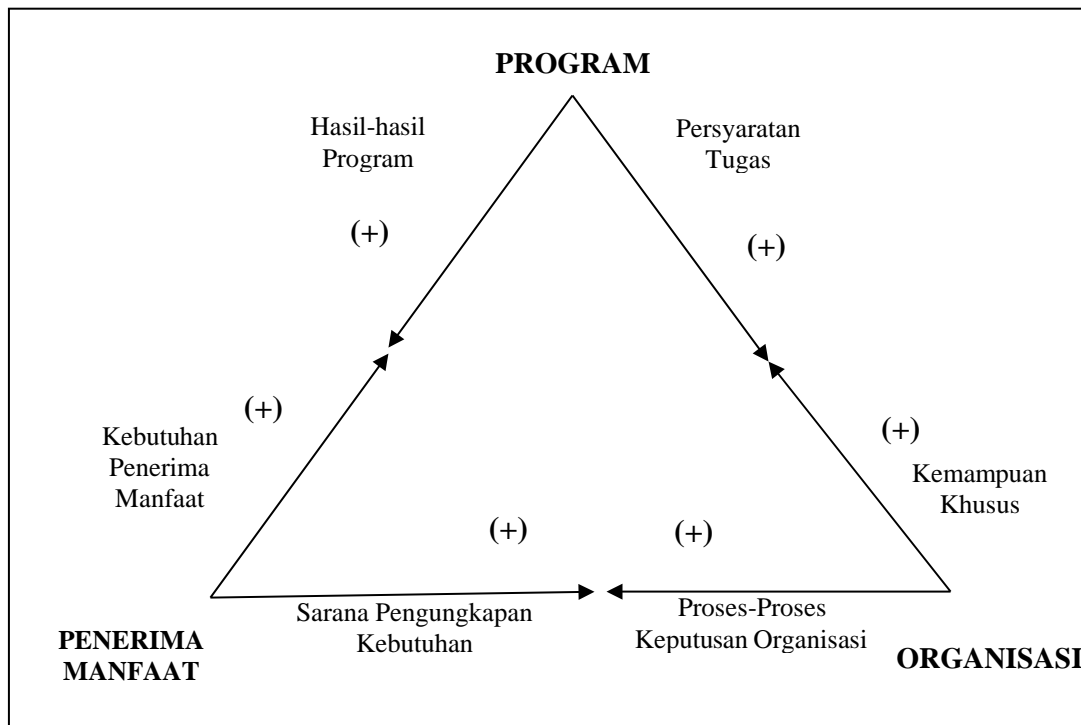 PROGRAM
Hasil-hasil
Program
Persyaratan
Tugas
(+)
(+)
(+)
Kebutuhan
Penerima
Manfaat
(+)
Kemampuan
Khusus
(+)
(+)
Sarana Pengungkapan
Kebutuhan
Proses-Proses
Keputusan Organisasi
PENERIMA
MANFAAT
ORGANISASI